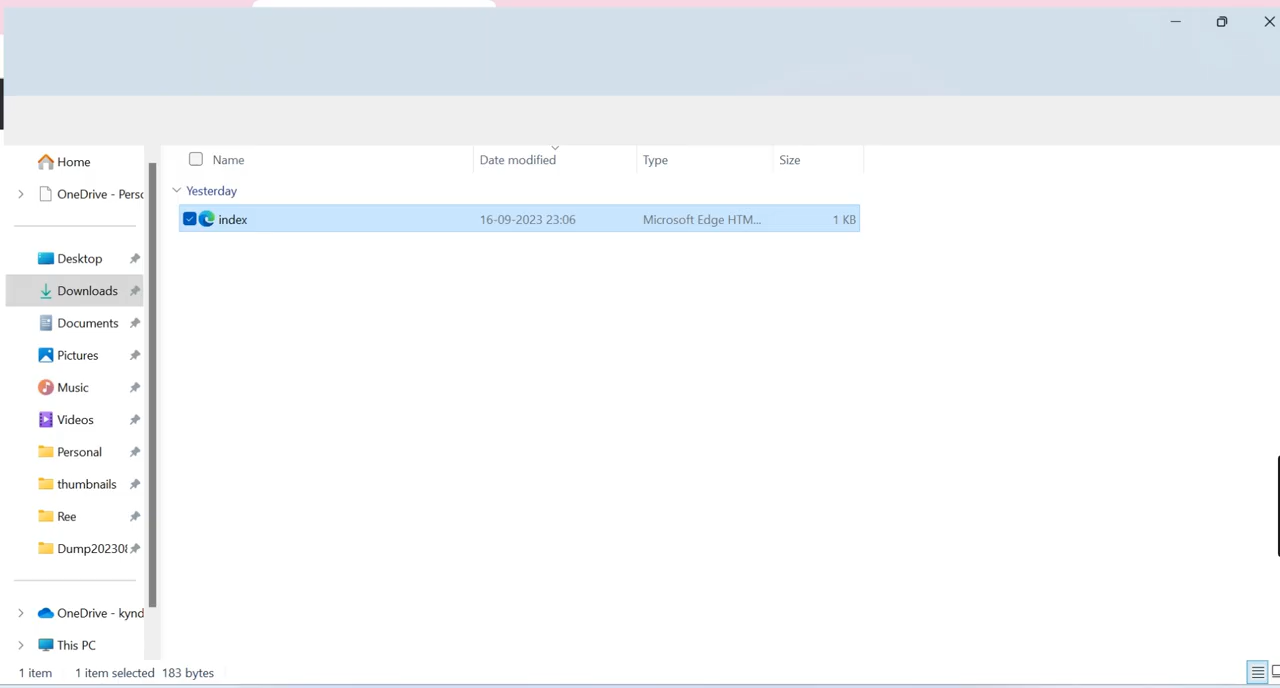 Name Date modified Type Size
Yesterday
index 16-09-2023 23:06 Microsoft Edge HTM... 1 KB
Home
OneDrive - Persc
Desktop
Downloads
Documents
Pictures
Music
Videos
Personal
thumbnails
Ree
Dump202308
OneDrive - kynd
This PC
1 item 1 item selected 183 bytes